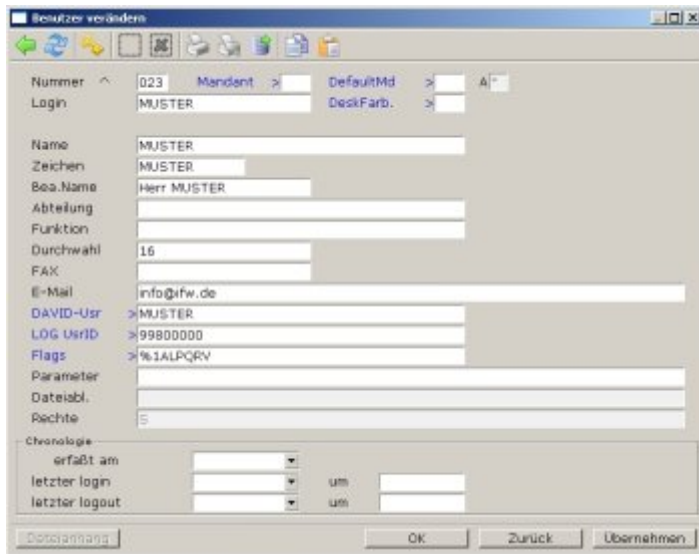 Benutzer verändern
Nummer ^ 023 Mandant > DefaultMd > A
Login MUSTER DeskFarb. >
Name MUSTER
Zeichen MUSTER
Bea.Name Herr MUSTER
Abteilung
Funktion
Durchwahl 16
FAX
E-Mail info@ifw.de
DAVID-Usr > MUSTER
LOG UsrID > 99800000
Flags > %1ALPQRV
Parameter
Dateiabl.
Rechte S
Chronologie
erfaßt am
letzter login um
letzter logout um
Dateianhang OK Zurück Übernehmen